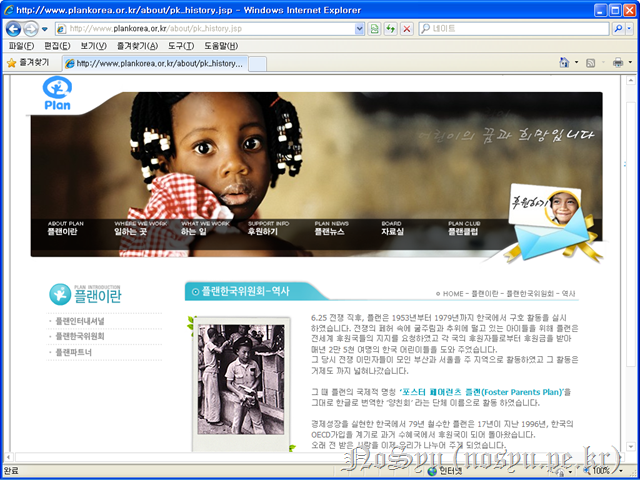 http://www.plankorea.or.kr/about/pk_history.jsp - Windows Internet Explorer
http://www.plankorea.or.kr/about/pk_history.jsp
네이트
파일(F) 편집(E) 보기(V) 즐겨찾기(A) 도구(T) 도움말(H)
즐겨찾기
http://www.plankorea.or.kr/about/pk_history.jsp...
Plan
어린이의 꿈과 희망입니다
후원하기
ABOUT PLAN WHERE WE WORK WHAT WE WORK SUPPORT INFO PLAN NEWS BOARD PLAN CLUB
플랜이란 일하는 곳 하는 일 후원하기 플랜뉴스 자료실 플랜클럽
PLAN INTRODUCTION
플랜이란
플랜인터내셔널
플랜한국위원회
플랜파트너
플랜한국위원회-역사
HOME - 플랜이란 - 플랜한국위원회 - 역사
6.25 전쟁 직후, 플랜은 1953년부터 1979년까지 한국에서 구호 활동을 실시
하였습니다. 전쟁의 폐허 속에 굶주림과 추위에 떨고 있는 아이들을 위해 플랜은
전세계 후원국들의 지지를 요청하였고 각 국의 후원자들로부터 후원금을 받아
매년 2만 5천 여명의 한국 어린이들을 도와 주었습니다.
그 당시 전쟁 이민자들이 모인 부산과 서울을 주 지역으로 활동하였고 그 활동은
거제도 까지 넓혀나갔습니다.
그 때 플랜의 국제적 명칭 '포스터 페어런츠 플랜(Foster Parents Plan)'을
그대로 한글로 번역한 '양친회' 라는 단체 이름으로 활동 하였습니다.
경제성장을 실현한 한국에서 79년 철수한 플랜은 17년이 지난 1996년, 한국의
OECD가입을 계기로 과거 수혜국에서 후원국이 되어 돌아왔습니다.
오래 전 받은 사랑을 이제 우리가 나누어 주게 되었습니다.
NoSyu (nosyu.pe.kr)
완료
인터넷
100%